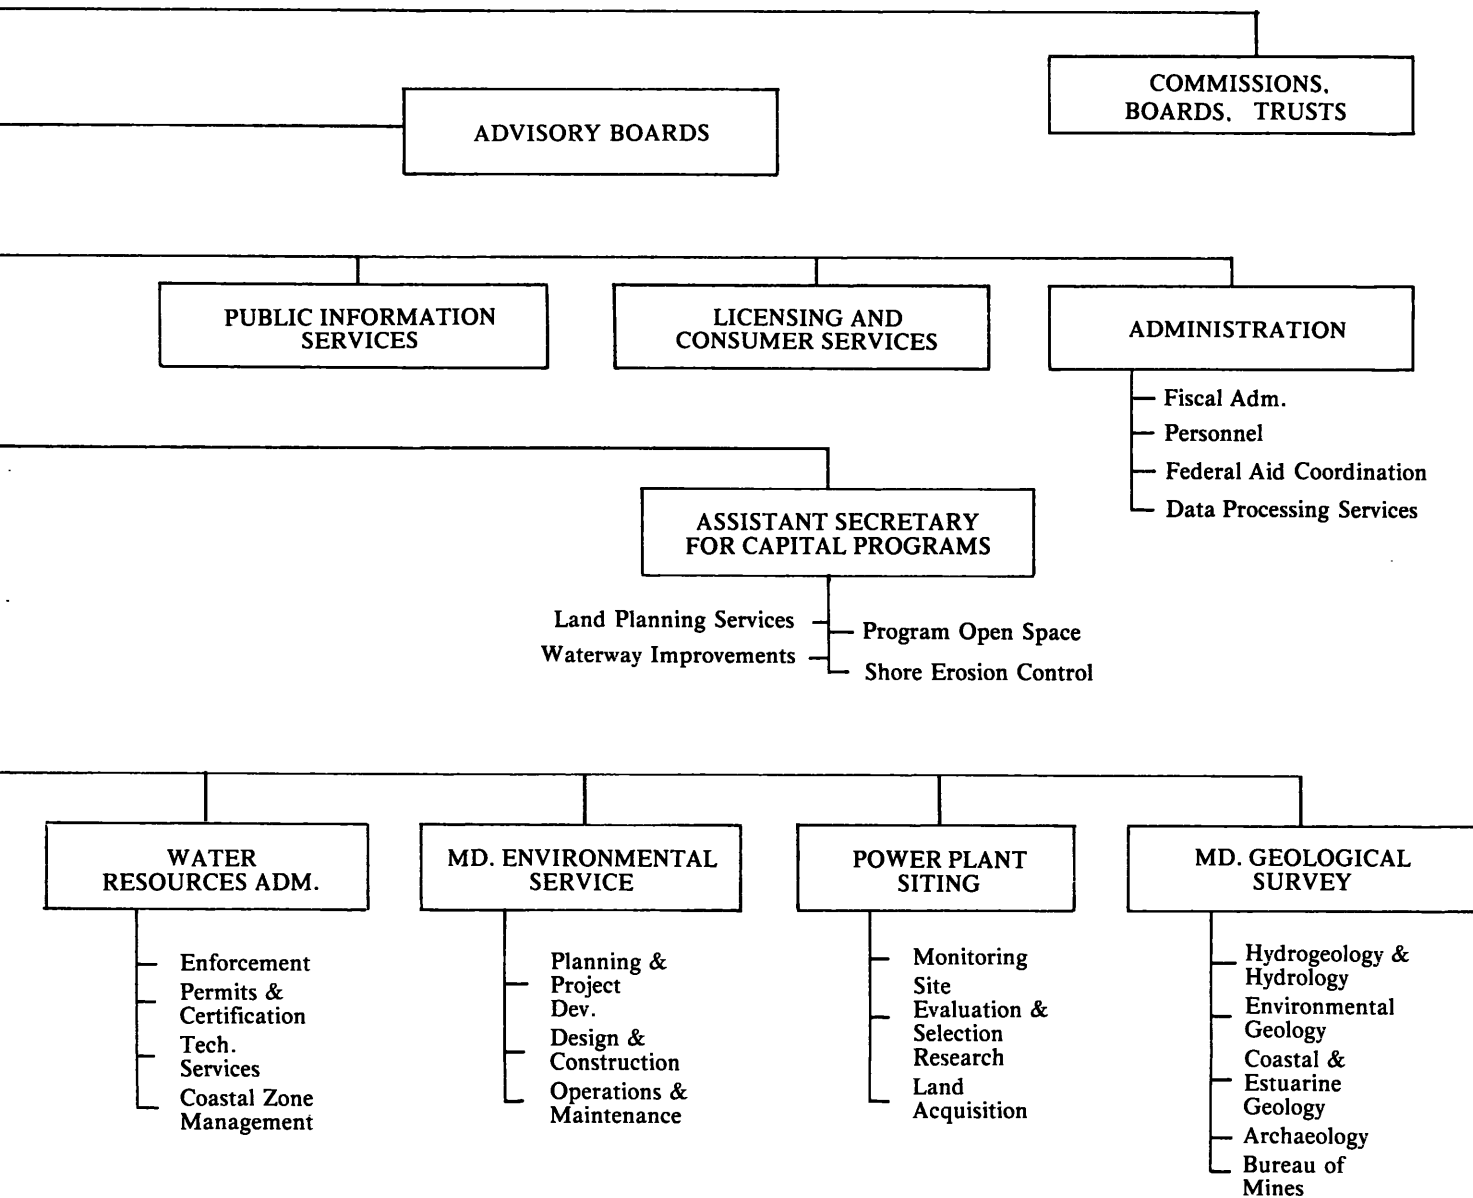 COMMISSIONS,
BOARDS, TRUSTS
ADVISORY BOARDS
PUBLIC INFORMATION
SERVICES
LICENSING AND
CONSUMER SERVICES
ADMINISTRATION
Fiscal Adm.
Personnel
Federal Aid Coordination
Data Processing Services
ASSISTANT SECRETARY
FOR CAPITAL PROGRAMS
Land Planning Services
Waterway Improvements
Program Open Space
Shore Erosion Control
WATER
RESOURCES ADM.
Enforcement
Permits &
Certification
Tech.
Services
Coastal Zone
Management
MD. ENVIRONMENTAL
SERVICE
Planning &
Project
Dev.
Design &
Construction
Operations &
Maintenance
POWER PLANT
SITING
Monitoring
Site
Evaluation &
Selection
Research
Land
Acquisition
MD. GEOLOGICAL
SURVEY
Hydrogeology &
Hydrology
Environmental
Geology
Coastal &
Estuarine
Geology
Archaeology
Bureau of
Mines